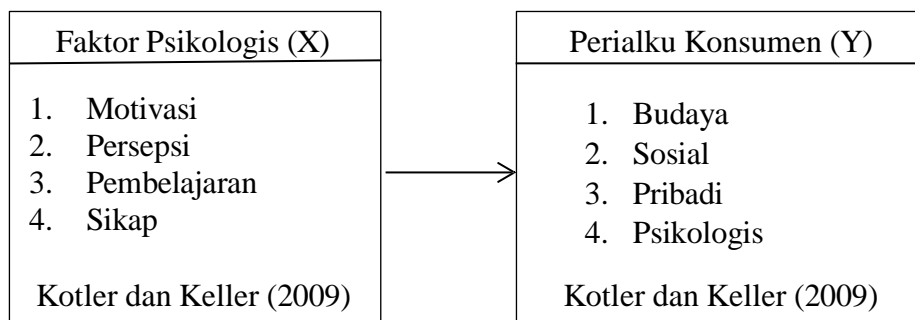 Faktor Psikologis (X)
1. Motivasi
2. Persepsi
3. Pembelajaran
4. Sikap
Kotler dan Keller (2009)
Perialku Konsumen (Y)
1. Budaya
2. Sosial
3. Pribadi
4. Psikologis
Kotler dan Keller (2009)